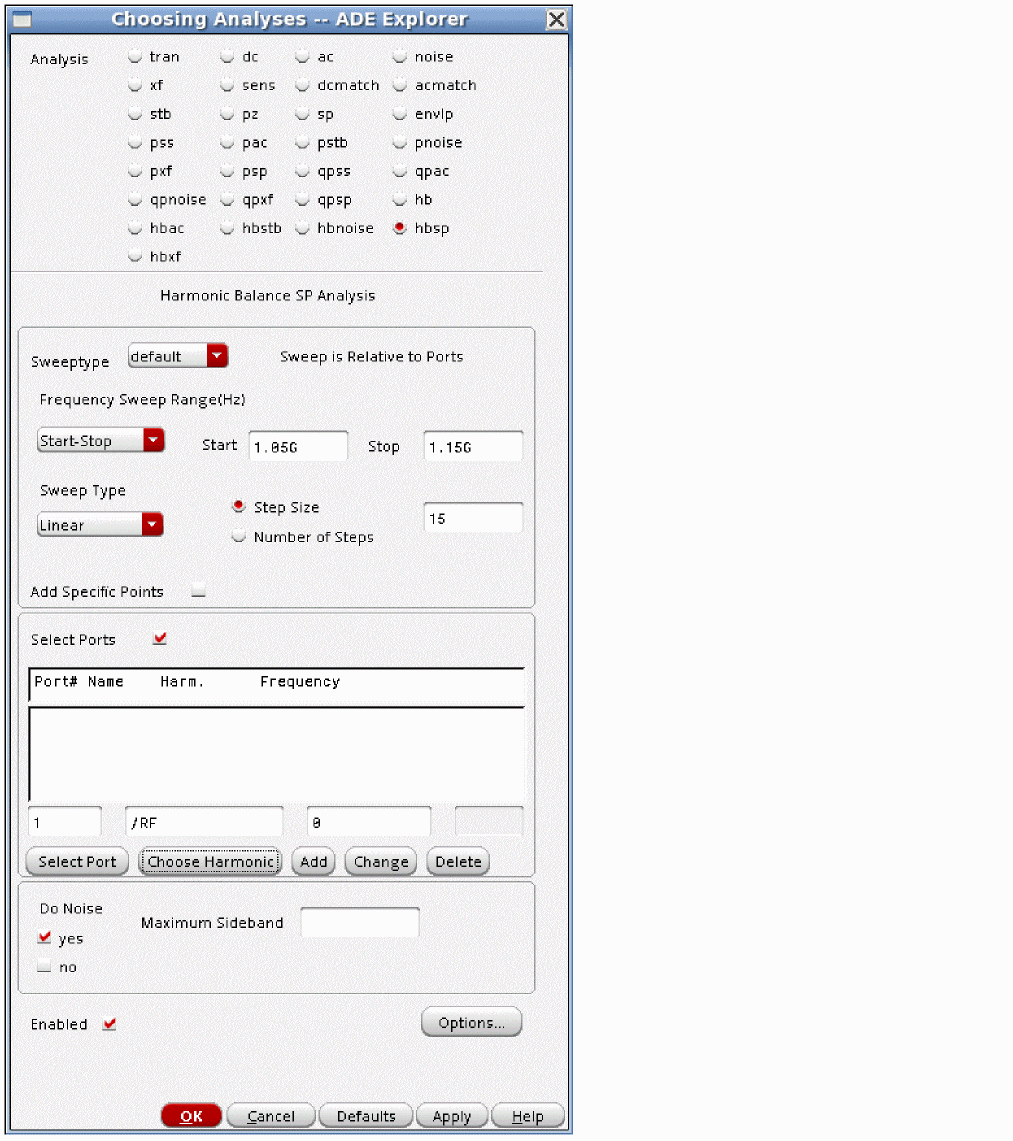 Choosing Analyses -- ADE Explorer
Analysis tran dc ac noise
xf sens dcmatch acmatch
stb pz sp envlp
pss pac pstb pnoise
pxf psp qpss qpac
qpnoise qpxf qpsp hb
hbac hbstb hbnoise hbsp
hbxf
Harmonic Balance SP Analysis
Sweeptype default Sweep is Relative to Ports
Frequency Sweep Range(Hz)
Start-Stop Start 1.05G Stop 1.15G
Sweep Type
Linear
Step Size
Number of Steps
15
Add Specific Points
Select Ports
Port# Name Harm. Frequency
1 /RF 0
Select Port Choose Harmonic Add Change Delete
Do Noise
Maximum Sideband
yes
no
Enabled Options...
OK Cancel Defaults Apply Help